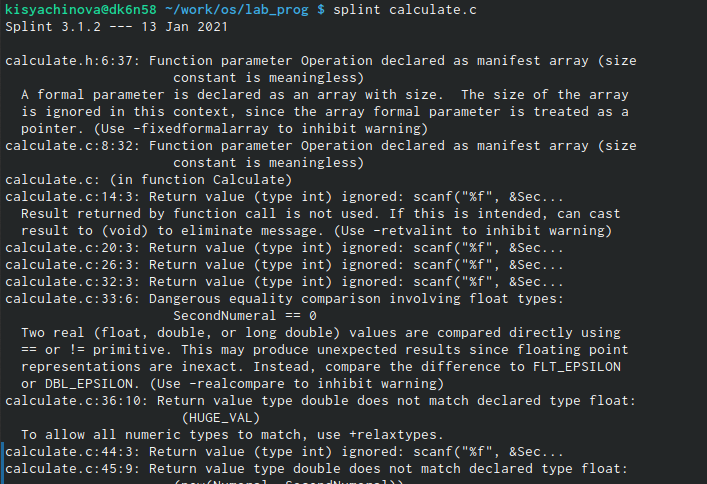 kisyachinova@dk6n58 ~/work/os/lab_prog $ splint calculate.c
Splint 3.1.2 --- 13 Jan 2021
calculate.h:6:37: Function parameter Operation declared as manifest array (size
constant is meaningless)
A formal parameter is declared as an array with size.  The size of the array
is ignored in this context, since the array formal parameter is treated as a
pointer. (Use -fixedformalarray to inhibit warning)
calculate.c:8:32: Function parameter Operation declared as manifest array (size
constant is meaningless)
calculate.c: (in function Calculate)
calculate.c:14:3: Return value (type int) ignored: scanf("%f", &Sec...
Result returned by function call is not used. If this is intended, can cast
result to (void) to eliminate message. (Use -retvalint to inhibit warning)
calculate.c:20:3: Return value (type int) ignored: scanf("%f", &Sec...
calculate.c:26:3: Return value (type int) ignored: scanf("%f", &Sec...
calculate.c:32:3: Return value (type int) ignored: scanf("%f", &Sec...
calculate.c:33:6: Dangerous equality comparison involving float types:
SecondNumeral == 0
Two real (float, double, or long double) values are compared directly using
== or != primitive. This may produce unexpected results since floating point
representations are inexact. Instead, compare the difference to FLT_EPSILON
or DBL_EPSILON. (Use -realcompare to inhibit warning)
calculate.c:36:10: Return value type double does not match declared type float:
(HUGE_VAL)
To allow all numeric types to match, use +relaxtypes.
calculate.c:44:3: Return value (type int) ignored: scanf("%f", &Sec...
calculate.c:45:9: Return value type double does not match declared type float:
(pow(Numeral, SecondNumeral))